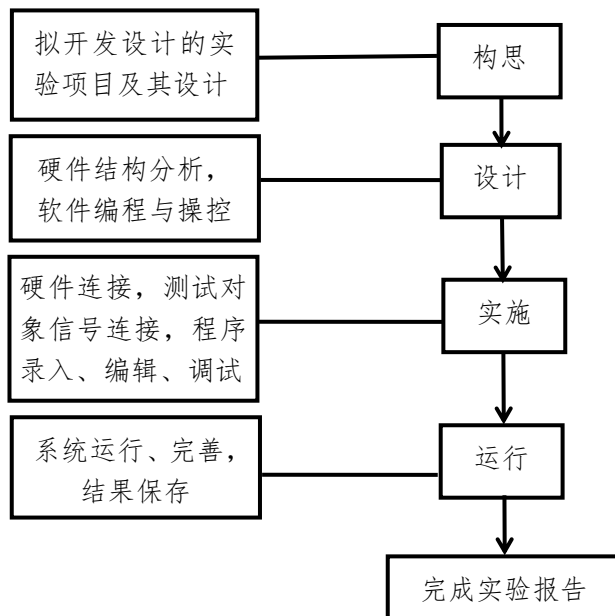 拟开发设计的实
验项目及其设计
构思
硬件结构分析，
软件编程与操控
设计
硬件连接，测试对
象信号连接，程序
录入、编辑、调试
实施
系统运行、完善，
结果保存
运行
完成实验报告